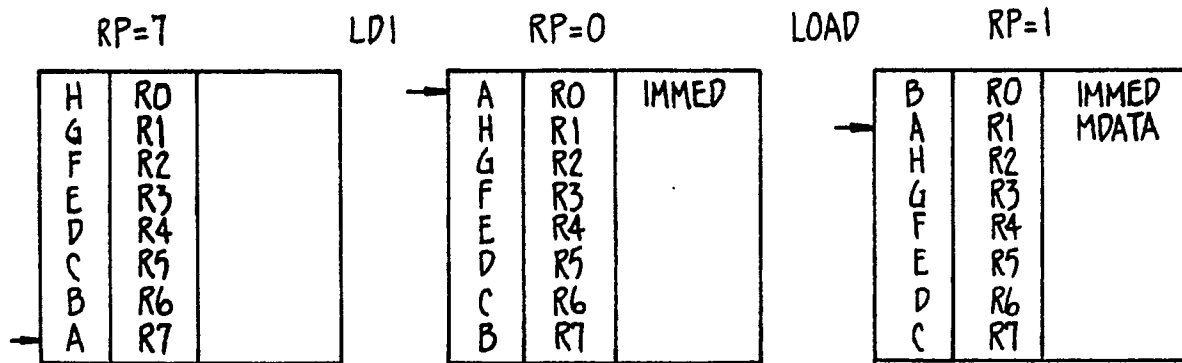 RP=7 LDI RP=0 LOAD RP=1
H R0 A R0 IMMED B R0 IMMED
G R1 H R1 A R1 MDATA
F R2 G R2 H R2
E R3 F R3 G R3
D R4 E R4 F R4
C R5 D R5 E R5
B R6 C R6 D R6
A R7 B R7 C R7